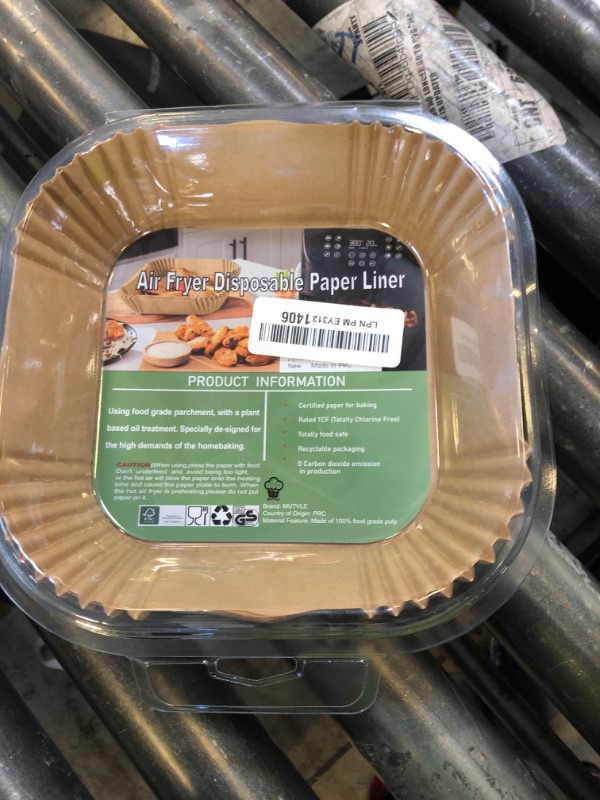 380° 20
Air Fryer Disposable Paper Liner
LPN PM EY3121406
New Made in PRC
PRODUCT INFORMATION
Using food grade parchment, with a plant
based oil treatment. Specially de-signed for
the high demands of the homebaking.
Certified paper for baking
Rated TCF (Totally Chlorine Free)
Totally food safe
Recyclable packaging
0 Carbon dioxide emission
in production
CAUTION:When using,press the paper with food.
Don't underfeed and avoid being too light,
or the hot air will blow the paper onto the heating
tube and cause the paper plate to burn. When
the hot air fryer is preheating please do not put
paper on it.
FSC
GS
Brand: MUTVLE
Country of Origin: PRC
Material Feature: Made of 100% food grade pulp